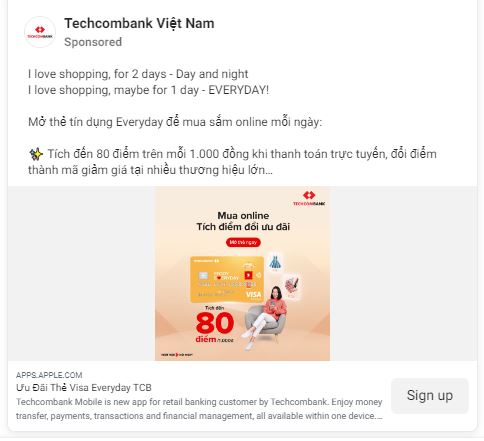 Techcombank Việt Nam
Sponsored
I love shopping, for 2 days - Day and night
I love shopping, maybe for 1 day - EVERYDAY!
Mở thẻ tín dụng Everyday để mua sắm online mỗi ngày:
✨ Tích đến 80 điểm trên mỗi 1.000 đồng khi thanh toán trực tuyến, đổi điểm
thành mã giảm giá tại nhiều thương hiệu lớn...
TECHCOMBANK
Mua online
Tích điểm đổi ưu đãi
Mở thẻ ngay
EVERYDAY
VISA
Tích đến
80
điểm/1.000đ
APPS.APPLE.COM
Ưu Đãi Thẻ Visa Everyday TCB
Techcombank Mobile is new app for retail banking customer by Techcombank. Enjoy money
transfer, payments, transactions and financial management, all available within one device....
Sign up